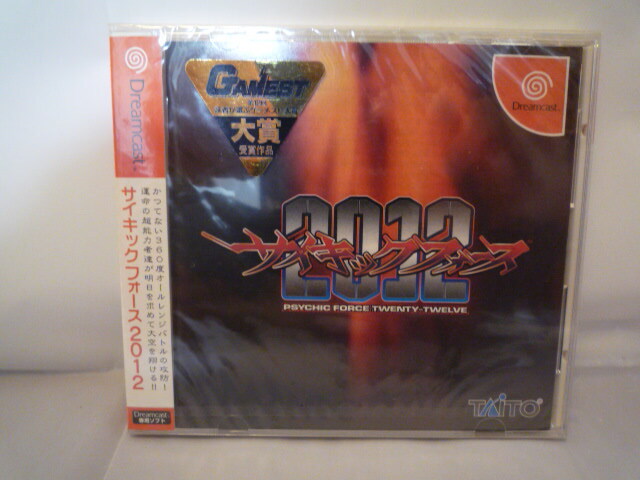 Dreamcast
かつてない360度オールレンジバトルの攻防!
運命の超能力者達が明日を求めて大空を翔ける!!
サイキックフォース2012
Dreamcast
専用ソフト
GAMEST
大賞
受賞作品
Dreamcast
2012
サイキックフォース
PSYCHIC FORCE TWENTY-TWELVE
TAITO